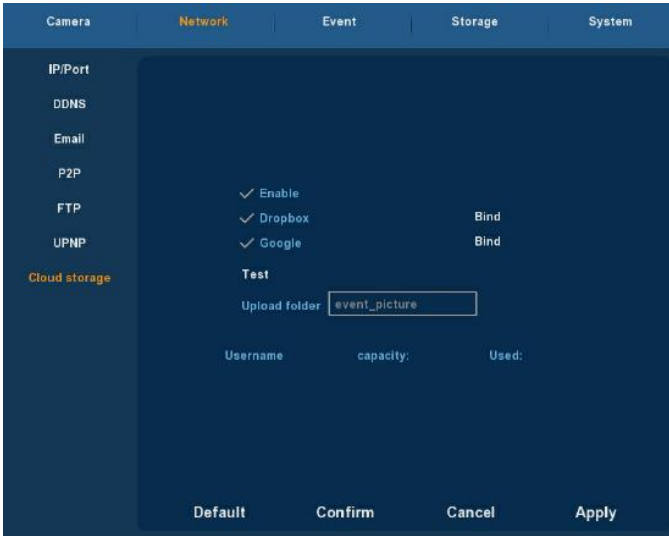 Camera Network Event Storage System
IP/Port
DDNS
Email
P2P
FTP
UPNP
Cloud storage
Enable
Dropbox Bind
Google Bind
Test
Upload folder event_picture
Username capacity: Used:
Default Confirm Cancel Apply